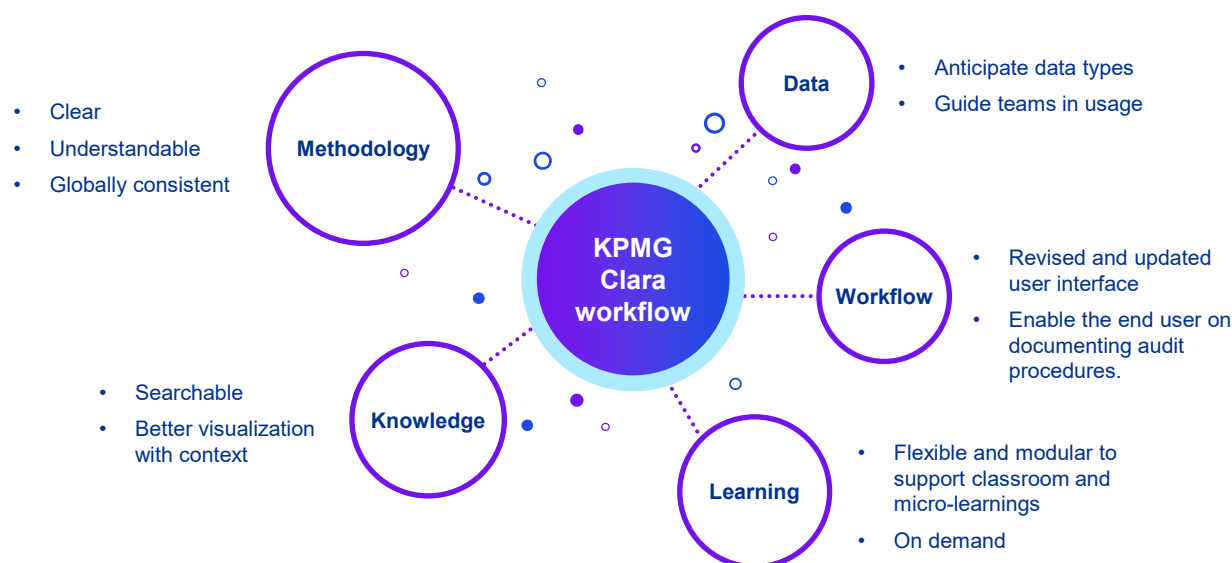 Data
• Anticipate data types
• Guide teams in usage
Methodology
• Clear
• Understandable
• Globally consistent
KPMG
Clara
workflow
Workflow
• Revised and updated
user interface
• Enable the end user on
documenting audit
procedures.
Knowledge
• Searchable
• Better visualization
with context
Learning
• Flexible and modular to
support classroom and
micro-learnings
• On demand